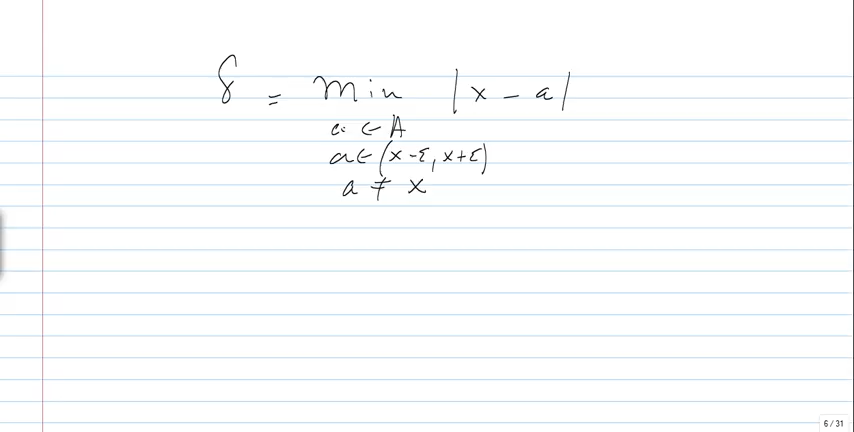 δ = min |x - a|
a ∈ A
a ∈ (x-ε, x+ε)
a ≠ x
6 / 31